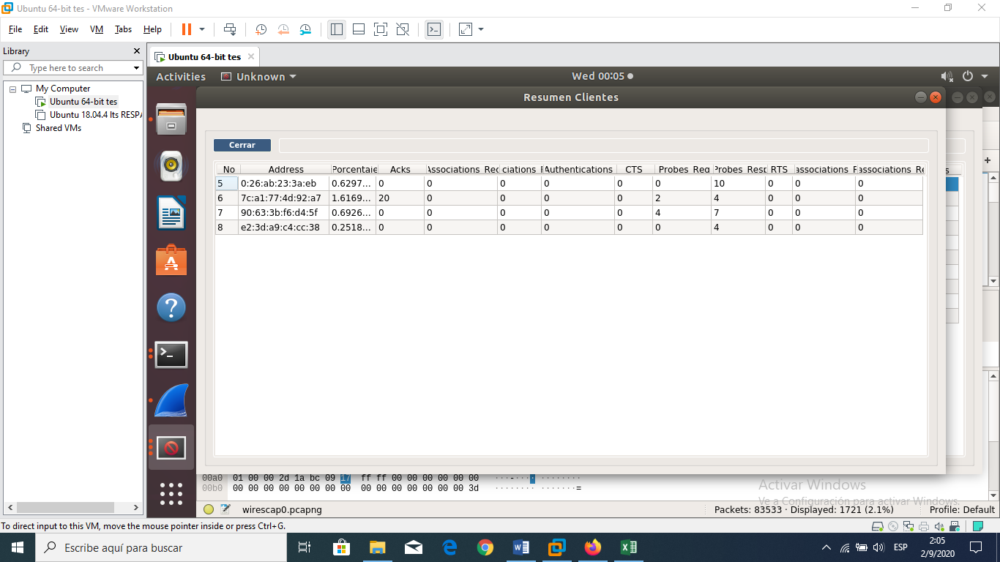 Ubuntu 64-bit tes - VMware Workstation
File Edit View VM Tabs Help
Library
Type here to search
My Computer
Ubuntu 64-bit tes
Ubuntu 18.04.4 lts RESPA
Shared VMs
Ubuntu 64-bit tes
Activities Unknown Wed 00:05
Resumen Clientes
Cerrar
No Address Porcentaje Acks Associations Req ciations Authentications CTS Probes Req Probes Resp RTS associations associations Re s
5 0:26:ab:23:3a:eb 0.6297... 0 0 0 0 0 0 10 0 0 0
6 7c:a1:77:4d:92:a7 1.6169... 20 0 0 0 0 2 4 0 0 0
7 90:63:3b:f6:d4:5f 0.6926... 0 0 0 0 0 4 7 0 0 0
8 e2:3d:a9:c4:cc:38 0.2518... 0 0 0 0 0 0 4 0 0 0
00a0 01 00 00 2d 1a bc 09 17 ff ff 00 00 00 00 00 00 ···-···· ········
00b0 00 00 00 00 00 00 00 00 00 00 00 00 00 00 3d ········ ·······=
Activar Windows
Ve a Configuración para activar Windows.
wirescap0.pcapng Packets: 83533 · Displayed: 1721 (2.1%) Profile: Default
To direct input to this VM, move the mouse pointer inside or press Ctrl+G.
Escribe aquí para buscar
ESP
2:05
2/9/2020